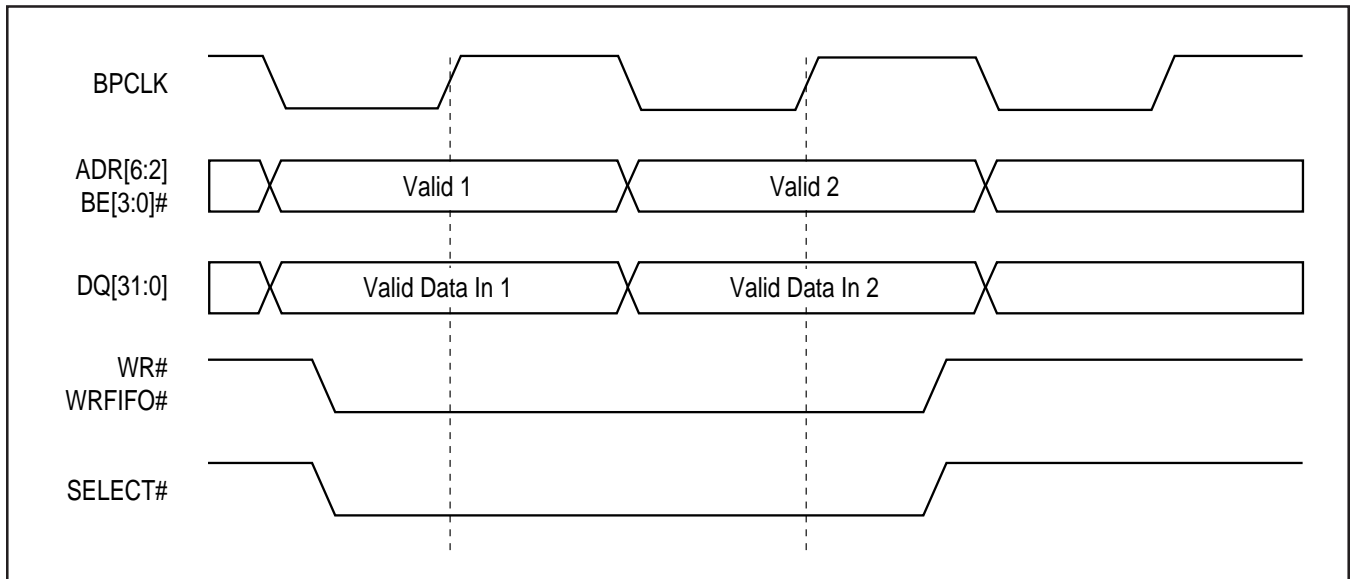 BPCLK
ADR[6:2]
BE[3:0]#
Valid 1
Valid 2
DQ[31:0]
Valid Data In 1
Valid Data In 2
WR#
WRFIFO#
SELECT#